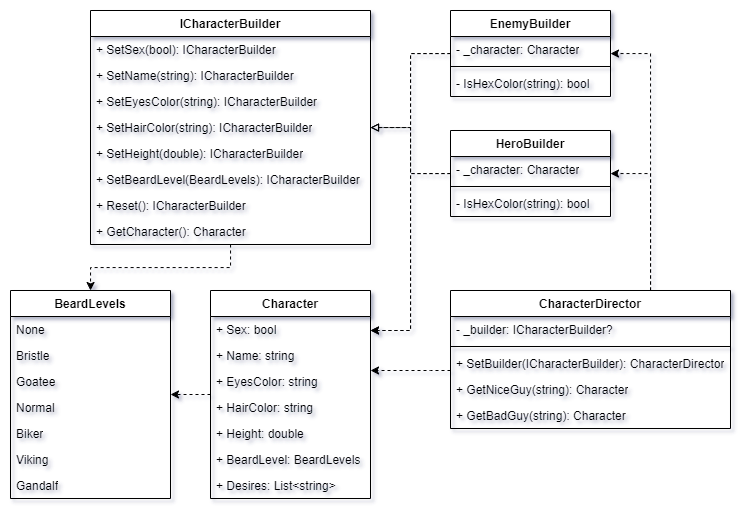 ICharacterBuilder
+ SetSex(bool): ICharacterBuilder
+ SetName(string): ICharacterBuilder
+ SetEyesColor(string): ICharacterBuilder
+ SetHairColor(string): ICharacterBuilder
+ SetHeight(double): ICharacterBuilder
+ SetBeardLevel(BeardLevels): ICharacterBuilder
+ Reset(): ICharacterBuilder
+ GetCharacter(): Character
EnemyBuilder
- _character: Character
- IsHexColor(string): bool
HeroBuilder
- _character: Character
- IsHexColor(string): bool
BeardLevels
None
Bristle
Goatee
Normal
Biker
Viking
Gandalf
Character
+ Sex: bool
+ Name: string
+ EyesColor: string
+ HairColor: string
+ Height: double
+ BeardLevel: BeardLevels
+ Desires: List<string>
CharacterDirector
- _builder: ICharacterBuilder?
+ SetBuilder(ICharacterBuilder): CharacterDirector
+ GetNiceGuy(string): Character
+ GetBadGuy(string): Character